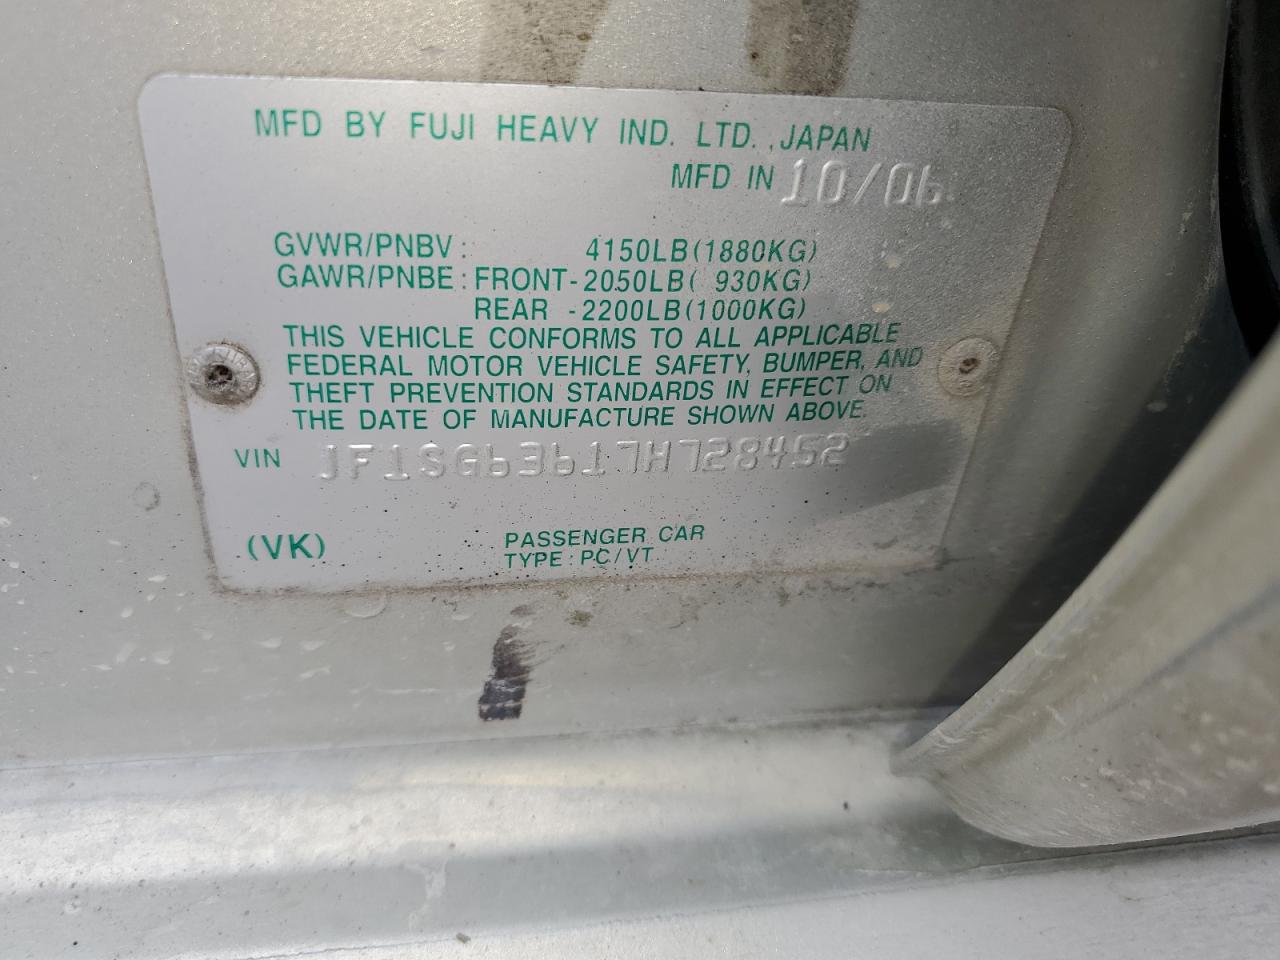 MFD BY FUJI HEAVY IND. LTD. ,JAPAN
MFD IN 10/06
GVWR/PNBV: 4150LB(1880KG)
GAWR/PNBE: FRONT-2050LB( 930KG)
REAR -2200LB(1000KG)
THIS VEHICLE CONFORMS TO ALL APPLICABLE
FEDERAL MOTOR VEHICLE SAFETY, BUMPER, AND
THEFT PREVENTION STANDARDS IN EFFECT ON
THE DATE OF MANUFACTURE SHOWN ABOVE.
VIN JF1SG63617H728452
(VK)
PASSENGER CAR
TYPE: PC/VT